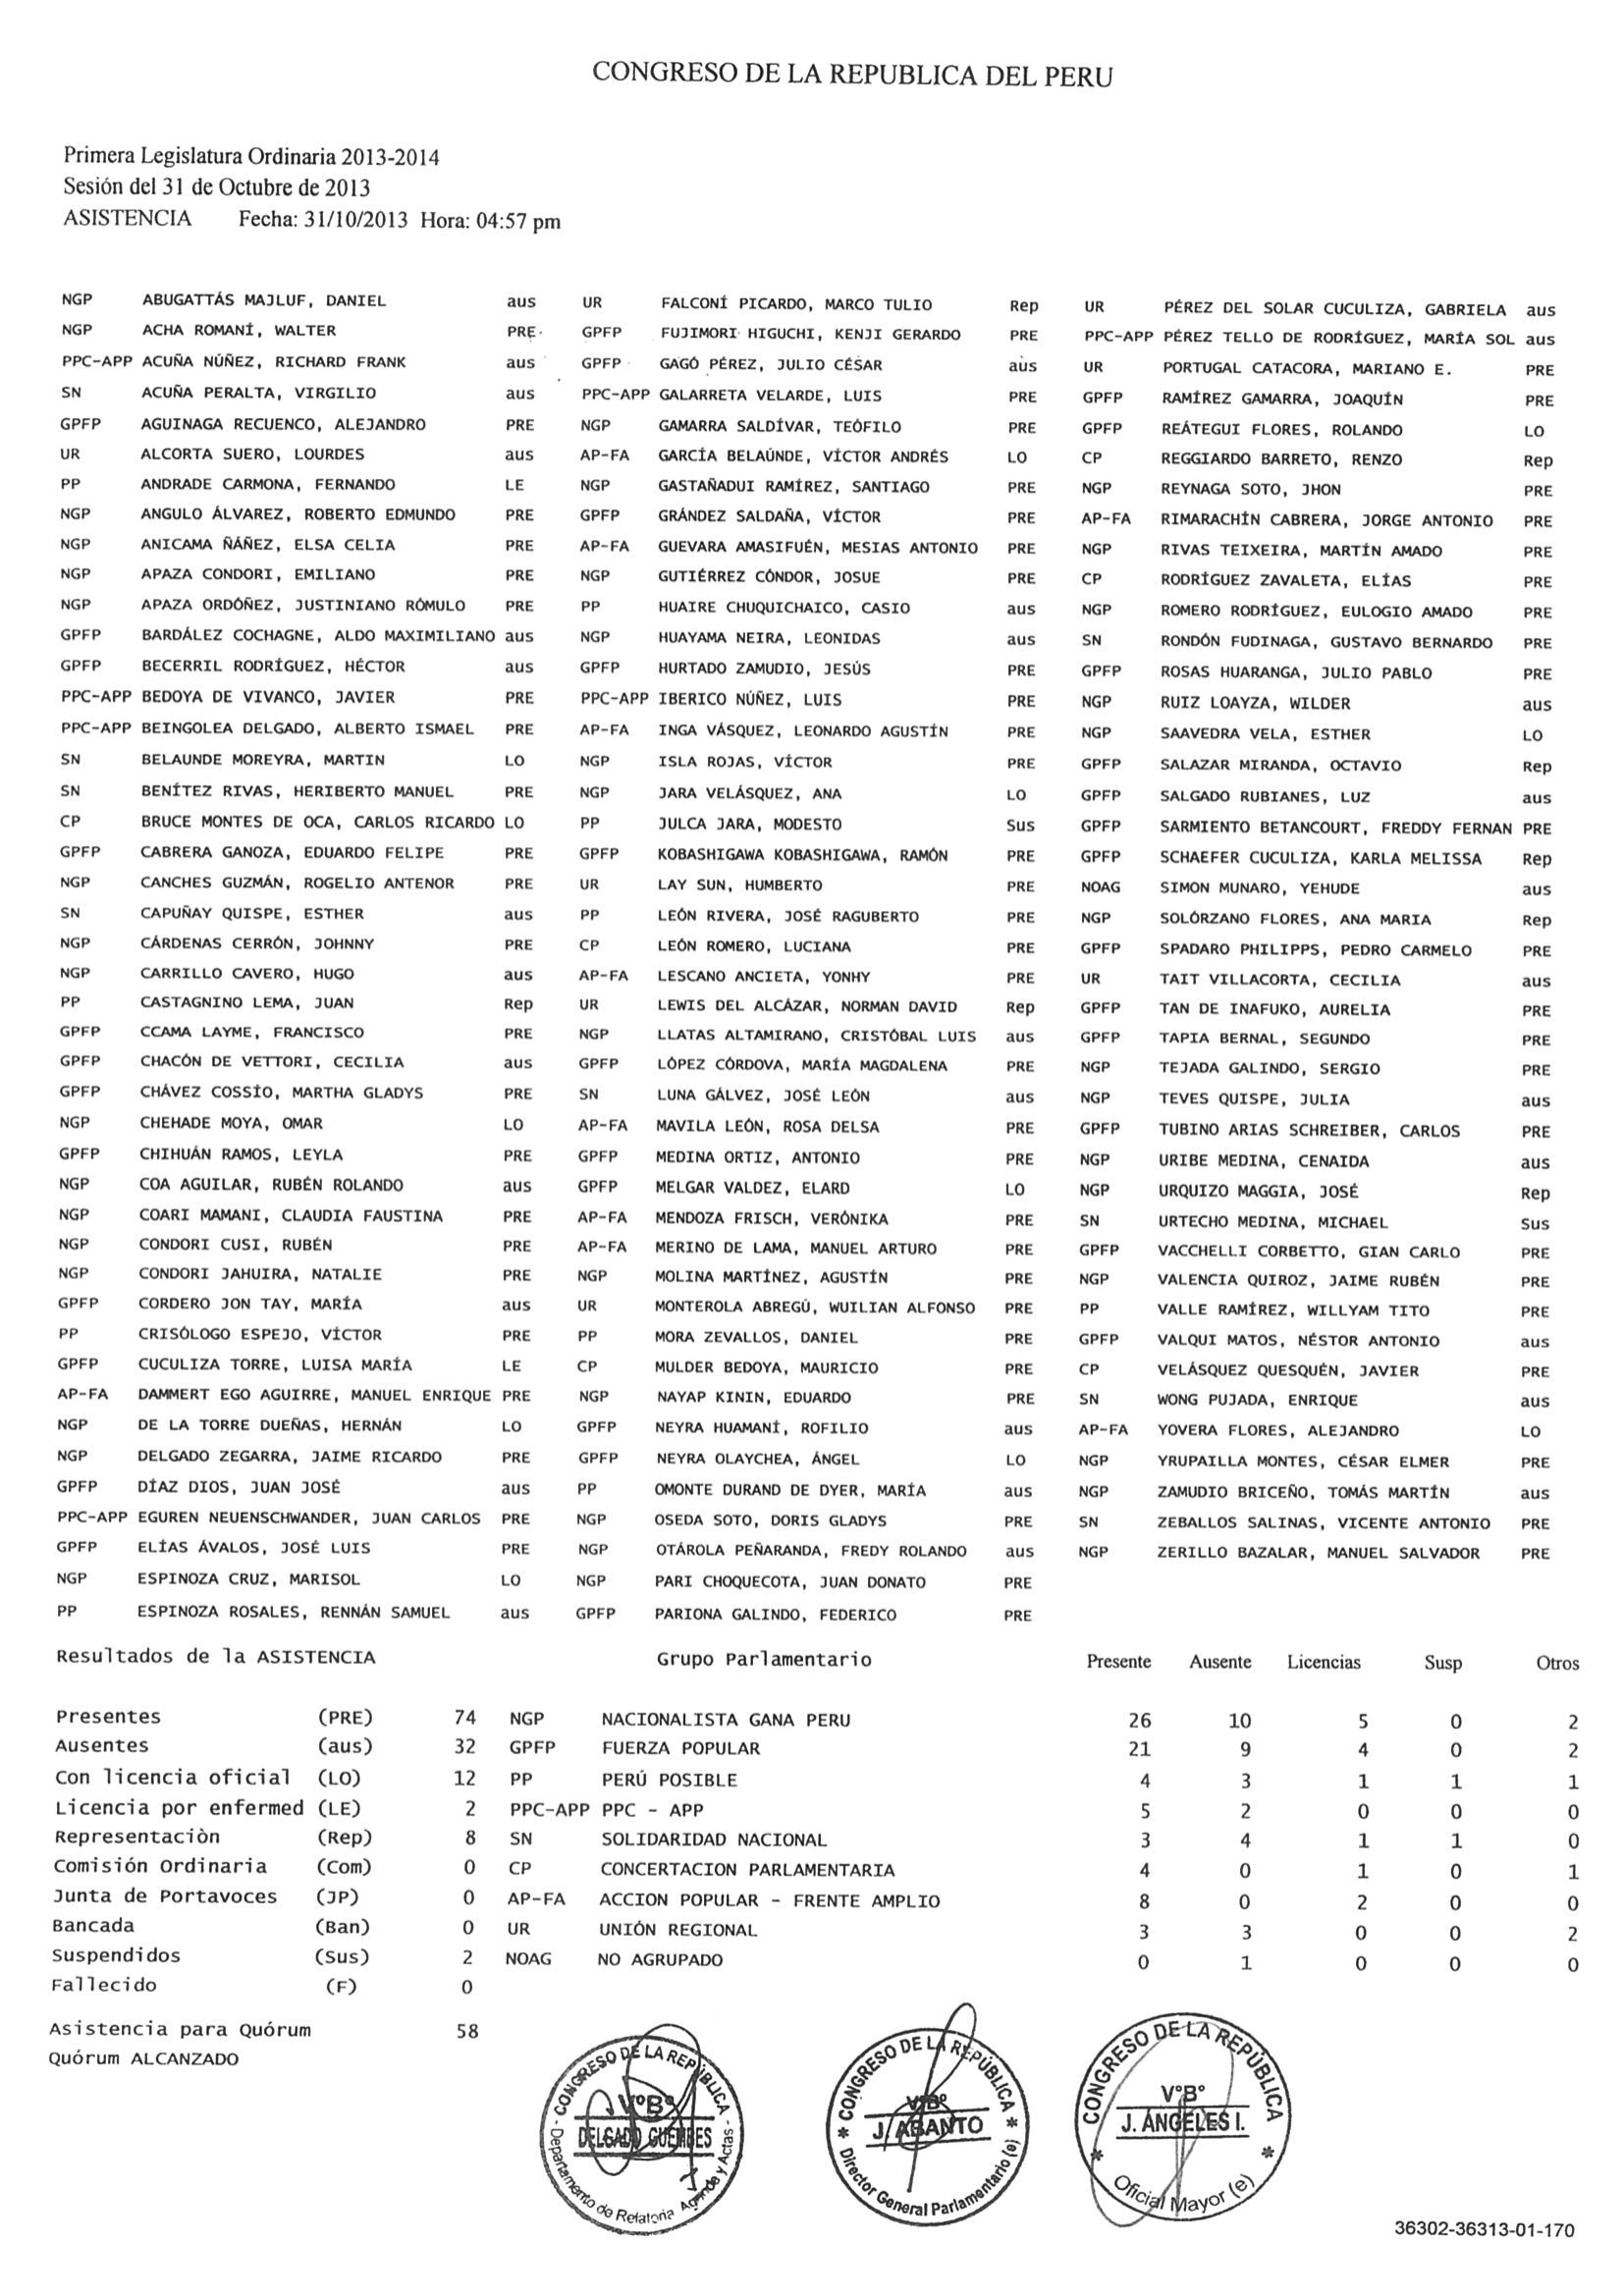 CONGRESO DE LA REPUBLICA DEL PERU
Primera Legislatura Ordinaria 2013-2014
Sesión del 31 de Octubre de 2013
ASISTENCIA Fecha: 31/10/2013 Hora: 04:57 pm
NGP ABUGATTÁS MAJLUF, DANIEL aus UR FALCONÍ PICARDO, MARCO TULIO Rep UR PÉREZ DEL SOLAR CUCULIZA, GABRIELA aus
NGP ACHA ROMANÍ, WALTER PRE GPFP FUJIMORI HIGUCHI, KENJI GERARDO PRE PPC-APP PÉREZ TELLO DE RODRÍGUEZ, MARÍA SOL aus
PPC-APP ACUÑA NÚÑEZ, RICHARD FRANK aus GPFP GAGÓ PÉREZ, JULIO CÉSAR aus UR PORTUGAL CATACORA, MARIANO E. PRE
SN ACUÑA PERALTA, VIRGILIO aus PPC-APP GALARRETA VELARDE, LUIS PRE GPFP RAMÍREZ GAMARRA, JOAQUÍN PRE
GPFP AGUINAGA RECUENCO, ALEJANDRO PRE NGP GAMARRA SALDÍVAR, TEÓFILO PRE GPFP REÁTEGUI FLORES, ROLANDO LO
UR ALCORTA SUERO, LOURDES aus AP-FA GARCÍA BELAÚNDE, VÍCTOR ANDRÉS LO CP REGGIARDO BARRETO, RENZO Rep
PP ANDRADE CARMONA, FERNANDO LE NGP GASTAÑADUI RAMÍREZ, SANTIAGO PRE NGP REYNAGA SOTO, JHON PRE
NGP ANGULO ÁLVAREZ, ROBERTO EDMUNDO PRE GPFP GRÁNDEZ SALDAÑA, VÍCTOR PRE AP-FA RIMARACHÍN CABRERA, JORGE ANTONIO PRE
NGP ANICAMA ÑÁÑEZ, ELSA CELIA PRE AP-FA GUEVARA AMASIFUÉN, MESIAS ANTONIO PRE NGP RIVAS TEIXEIRA, MARTÍN AMADO PRE
NGP APAZA CONDORI, EMILIANO PRE NGP GUTIÉRREZ CÓNDOR, JOSUE PRE CP RODRÍGUEZ ZAVALETA, ELÍAS PRE
NGP APAZA ORDÓÑEZ, JUSTINIANO RÓMULO PRE PP HUAIRE CHUQUICHAICO, CASIO aus NGP ROMERO RODRÍGUEZ, EULOGIO AMADO PRE
GPFP BARDÁLEZ COCHAGNE, ALDO MAXIMILIANO aus NGP HUAYAMA NEIRA, LEONIDAS aus SN RONDÓN FUDINAGA, GUSTAVO BERNARDO PRE
GPFP BECERRIL RODRÍGUEZ, HÉCTOR aus GPFP HURTADO ZAMUDIO, JESÚS PRE GPFP ROSAS HUARANGA, JULIO PABLO PRE
PPC-APP BEDOYA DE VIVANCO, JAVIER PRE PPC-APP IBERICO NÚÑEZ, LUIS PRE NGP RUIZ LOAYZA, WILDER aus
PPC-APP BEINGOLEA DELGADO, ALBERTO ISMAEL PRE AP-FA INGA VÁSQUEZ, LEONARDO AGUSTÍN PRE NGP SAAVEDRA VELA, ESTHER LO
SN BELAUNDE MOREYRA, MARTIN LO NGP ISLA ROJAS, VÍCTOR PRE GPFP SALAZAR MIRANDA, OCTAVIO Rep
SN BENÍTEZ RIVAS, HERIBERTO MANUEL PRE NGP JARA VELÁSQUEZ, ANA LO GPFP SALGADO RUBIANES, LUZ aus
CP BRUCE MONTES DE OCA, CARLOS RICARDO LO PP JULCA JARA, MODESTO Sus GPFP SARMIENTO BETANCOURT, FREDDY FERNAN PRE
GPFP CABRERA GANOZA, EDUARDO FELIPE PRE GPFP KOBASHIGAWA KOBASHIGAWA, RAMÓN PRE GPFP SCHAEFER CUCULIZA, KARLA MELISSA Rep
NGP CANCHES GUZMÁN, ROGELIO ANTENOR PRE UR LAY SUN, HUMBERTO PRE NOAG SIMON MUNARO, YEHUDE aus
SN CAPUÑAY QUISPE, ESTHER aus PP LEÓN RIVERA, JOSÉ RAGUBERTO PRE NGP SOLÓRZANO FLORES, ANA MARIA Rep
NGP CÁRDENAS CERRÓN, JOHNNY PRE CP LEÓN ROMERO, LUCIANA PRE GPFP SPADARO PHILIPPS, PEDRO CARMELO PRE
NGP CARRILLO CAVERO, HUGO aus AP-FA LESCANO ANCIETA, YONHY PRE UR TAIT VILLACORTA, CECILIA aus
PP CASTAGNINO LEMA, JUAN Rep UR LEWIS DEL ALCÁZAR, NORMAN DAVID Rep GPFP TAN DE INAFUKO, AURELIA PRE
GPFP CCAMA LAYME, FRANCISCO PRE NGP LLATAS ALTAMIRANO, CRISTÓBAL LUIS aus GPFP TAPIA BERNAL, SEGUNDO PRE
GPFP CHACÓN DE VETTORI, CECILIA aus GPFP LÓPEZ CÓRDOVA, MARÍA MAGDALENA PRE NGP TEJADA GALINDO, SERGIO PRE
GPFP CHÁVEZ COSSÍO, MARTHA GLADYS PRE SN LUNA GÁLVEZ, JOSÉ LEÓN aus NGP TEVES QUISPE, JULIA aus
NGP CHEHADE MOYA, OMAR LO AP-FA MAVILA LEÓN, ROSA DELSA PRE GPFP TUBINO ARIAS SCHREIBER, CARLOS PRE
GPFP CHIHUÁN RAMOS, LEYLA PRE GPFP MEDINA ORTIZ, ANTONIO PRE NGP URIBE MEDINA, CENAIDA aus
NGP COA AGUILAR, RUBÉN ROLANDO aus GPFP MELGAR VALDEZ, ELARD LO NGP URQUIZO MAGGIA, JOSÉ Rep
NGP COARI MAMANI, CLAUDIA FAUSTINA PRE AP-FA MENDOZA FRISCH, VERÓNIKA PRE SN URTECHO MEDINA, MICHAEL Sus
NGP CONDORI CUSI, RUBÉN PRE AP-FA MERINO DE LAMA, MANUEL ARTURO PRE GPFP VACCHELLI CORBETTO, GIAN CARLO PRE
NGP CONDORI JAHUIRA, NATALIE PRE NGP MOLINA MARTÍNEZ, AGUSTÍN PRE NGP VALENCIA QUIROZ, JAIME RUBÉN PRE
GPFP CORDERO JON TAY, MARÍA aus UR MONTEROLA ABREGÚ, WUILIAN ALFONSO PRE PP VALLE RAMÍREZ, WILLYAM TITO PRE
PP CRISÓLOGO ESPEJO, VÍCTOR PRE PP MORA ZEVALLOS, DANIEL PRE GPFP VALQUI MATOS, NÉSTOR ANTONIO aus
GPFP CUCULIZA TORRE, LUISA MARÍA LE CP MULDER BEDOYA, MAURICIO PRE CP VELÁSQUEZ QUESQUÉN, JAVIER PRE
AP-FA DAMMERT EGO AGUIRRE, MANUEL ENRIQUE PRE NGP NAYAP KININ, EDUARDO PRE SN WONG PUJADA, ENRIQUE aus
NGP DE LA TORRE DUEÑAS, HERNÁN LO GPFP NEYRA HUAMANÍ, ROFILIO aus AP-FA YOVERA FLORES, ALEJANDRO LO
NGP DELGADO ZEGARRA, JAIME RICARDO PRE GPFP NEYRA OLAYCHEA, ÁNGEL LO NGP YRUPAILLA MONTES, CÉSAR ELMER PRE
GPFP DÍAZ DIOS, JUAN JOSÉ aus PP OMONTE DURAND DE DYER, MARÍA aus NGP ZAMUDIO BRICEÑO, TOMÁS MARTÍN aus
PPC-APP EGUREN NEUENSCHWANDER, JUAN CARLOS PRE NGP OSEDA SOTO, DORIS GLADYS PRE SN ZEBALLOS SALINAS, VICENTE ANTONIO PRE
GPFP ELÍAS ÁVALOS, JOSÉ LUIS PRE NGP OTÁROLA PEÑARANDA, FREDY ROLANDO aus NGP ZERILLO BAZALAR, MANUEL SALVADOR PRE
NGP ESPINOZA CRUZ, MARISOL LO NGP PARI CHOQUECOTA, JUAN DONATO PRE
PP ESPINOZA ROSALES, RENNÁN SAMUEL aus GPFP PARIONA GALINDO, FEDERICO PRE
Resultados de la ASISTENCIA Grupo Parlamentario Presente Ausente Licencias Susp Otros
Presentes (PRE) 74 NGP NACIONALISTA GANA PERU 26 10 5 0 2
Ausentes (aus) 32 GPFP FUERZA POPULAR 21 9 4 0 2
Con licencia oficial (LO) 12 PP PERÚ POSIBLE 4 3 1 1 1
Licencia por enfermed (LE) 2 PPC-APP PPC - APP 5 2 0 0 0
Representaciòn (Rep) 8 SN SOLIDARIDAD NACIONAL 3 4 1 1 0
Comisión Ordinaria (Com) 0 CP CONCERTACION PARLAMENTARIA 4 0 1 0 1
Junta de Portavoces (JP) 0 AP-FA ACCION POPULAR - FRENTE AMPLIO 8 0 2 0 0
Bancada (Ban) 0 UR UNIÓN REGIONAL 3 3 0 0 2
Suspendidos (Sus) 2 NOAG NO AGRUPADO 0 1 0 0 0
Fallecido (F) 0
Asistencia para Quórum 58
Quórum ALCANZADO
- CONGRESO DE LA REPÚBLICA -
V°B°
DELGADO GUEMBES
Departamento de Relatoria Agenda y Actas
* CONGRESO DE LA REPÚBLICA *
V°B°
J. ABANTO
Director General Parlamentario (e)
* CONGRESO DE LA REPÚBLICA *
V°B°
J. ÁNGELES I.
Oficial Mayor (e)
36302-36313-01-170